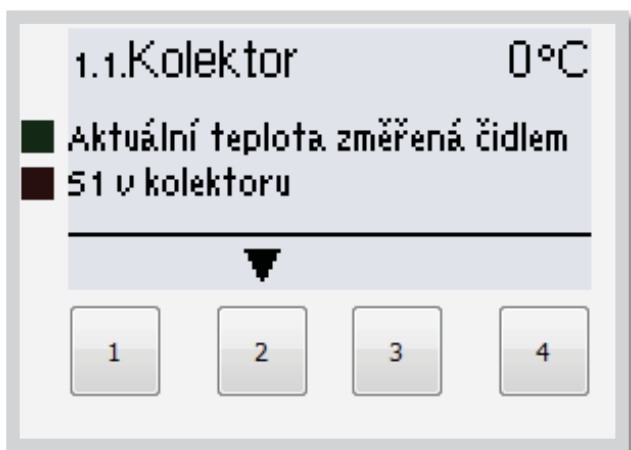 1.1.Kolektor 0°C
Aktuální teplota změřená čidlem
S1 v kolektoru
1 2 3 4